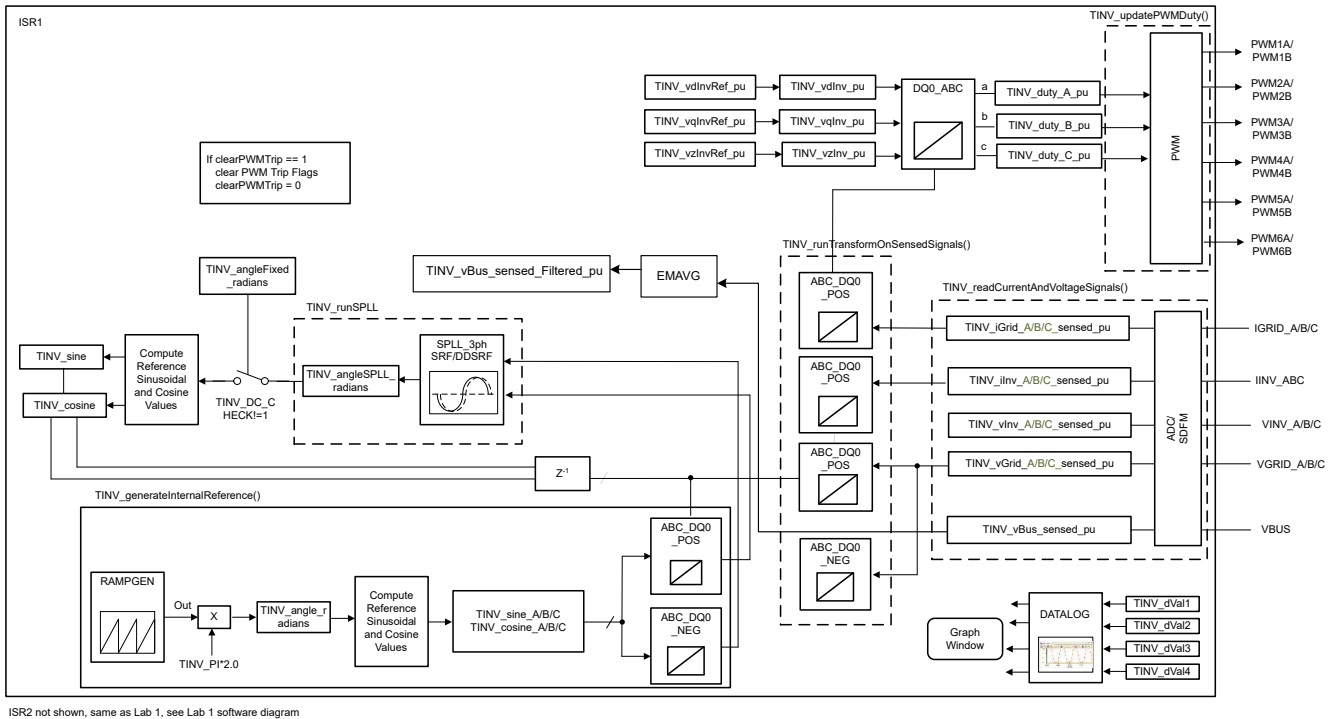 ISR1
TINV_updatePWMDuty()
PWM1A/
PWM1B
PWM2A/
PWM2B
PWM3A/
PWM3B
PWM4A/
PWM4B
PWM5A/
PWM5B
PWM6A/
PWM6B
PWM
TINV_vdInvRef_pu
TINV_vdInv_pu
TINV_vqInvRef_pu
TINV_vqInv_pu
TINV_vzInvRef_pu
TINV_vzInv_pu
DQ0_ABC
a
b
c
TINV_duty_A_pu
TINV_duty_B_pu
TINV_duty_C_pu
If clearPWMTrip == 1
clear PWM Trip Flags
clearPWMTrip = 0
TINV_runTransformOnSensedSignals()
TINV_vBus_sensed_Filtered_pu
EMAVG
TINV_angleFixed
_radians
TINV_runSPLL
TINV_readCurrentAndVoltageSignals()
ABC_DQ0
_POS
TINV_iGrid_A/B/C_sensed_pu
IGRID_A/B/C
TINV_sine
TINV_cosine
Compute
Reference
Sinusoidal
and Cosine
Values
TINV_DC_C
HECK!=1
TINV_angleSPLL_
radians
SPLL_3ph
SRF/DDSRF
ABC_DQ0
_POS
TINV_iInv_A/B/C_sensed_pu
IINV_ABC
TINV_vInv_A/B/C_sensed_pu
VINV_A/B/C
ADC/
SDFM
ABC_DQ0
_POS
TINV_vGrid_A/B/C_sensed_pu
VGRID_A/B/C
Z-1
TINV_vBus_sensed_pu
VBUS
ABC_DQ0
_NEG
TINV_generateInternalReference()
RAMPGEN
Out
X
TINV_PI*2.0
TINV_angle_r
adians
Compute
Reference
Sinusoidal
and Cosine
Values
TINV_sine_A/B/C
TINV_cosine_A/B/C
ABC_DQ0
_POS
ABC_DQ0
_NEG
Graph
Window
DATALOG
TINV_dVal1
TINV_dVal2
TINV_dVal3
TINV_dVal4
ISR2 not shown, same as Lab 1, see Lab 1 software diagram